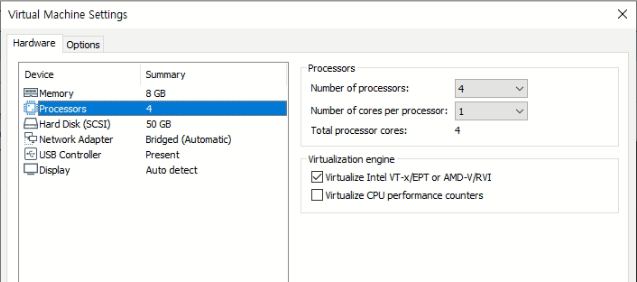 Virtual Machine Settings
Hardware Options
Device Summary
Memory 8 GB
Processors 4
Hard Disk (SCSI) 50 GB
Network Adapter Bridged (Automatic)
USB Controller Present
Display Auto detect
Processors
Number of processors: 4
Number of cores per processor: 1
Total processor cores: 4
Virtualization engine
Virtualize Intel VT-x/EPT or AMD-V/RVI
Virtualize CPU performance counters